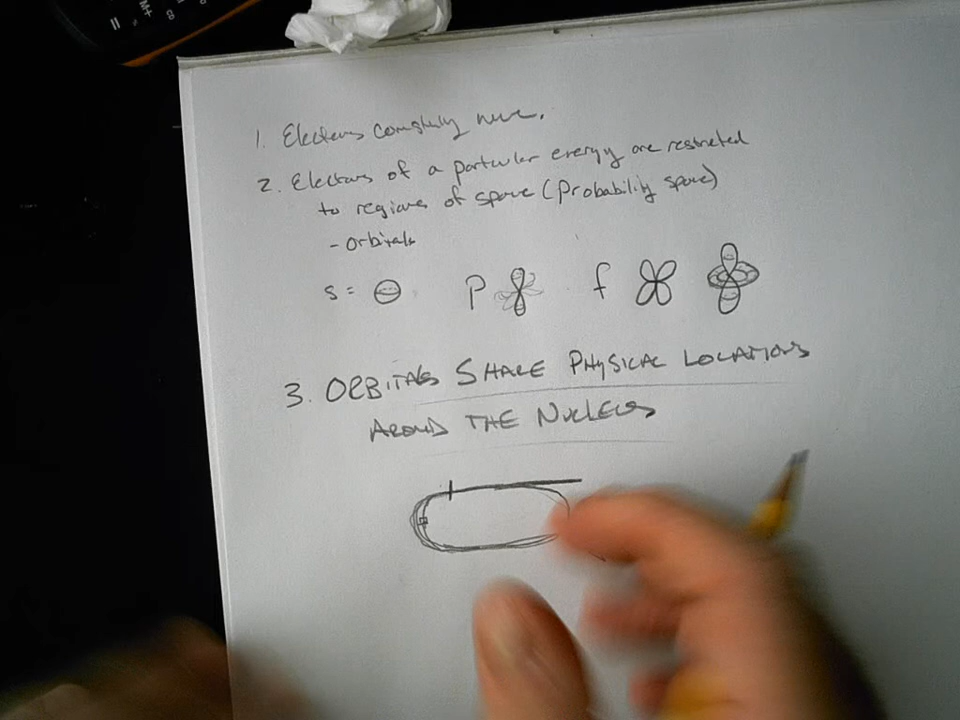 1. Electrons constantly move.
2. Electrons of a particular energy are restricted
to regions of space (Probability space)
- Orbitals
s = P f
3. ORBITALS SHARE PHYSICAL LOCATIONS
AROUND THE NUCLEUS
M+